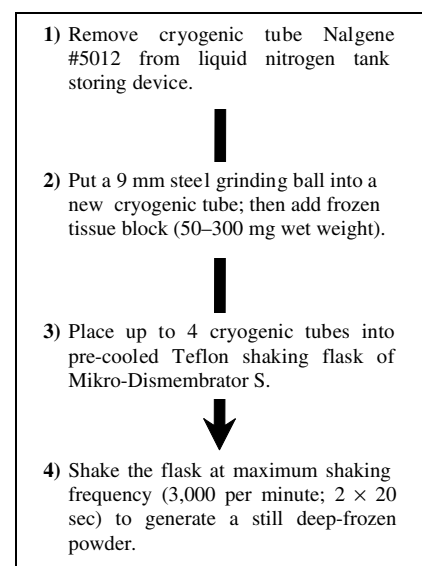 1) Remove cryogenic tube Nalgene
#5012 from liquid nitrogen tank
storing device.
2) Put a 9 mm steel grinding ball into a
new cryogenic tube; then add frozen
tissue block (50–300 mg wet weight).
3) Place up to 4 cryogenic tubes into
pre-cooled Teflon shaking flask of
Mikro-Dismembrator S.
4) Shake the flask at maximum shaking
frequency (3,000 per minute; 2 × 20
sec) to generate a still deep-frozen
powder.